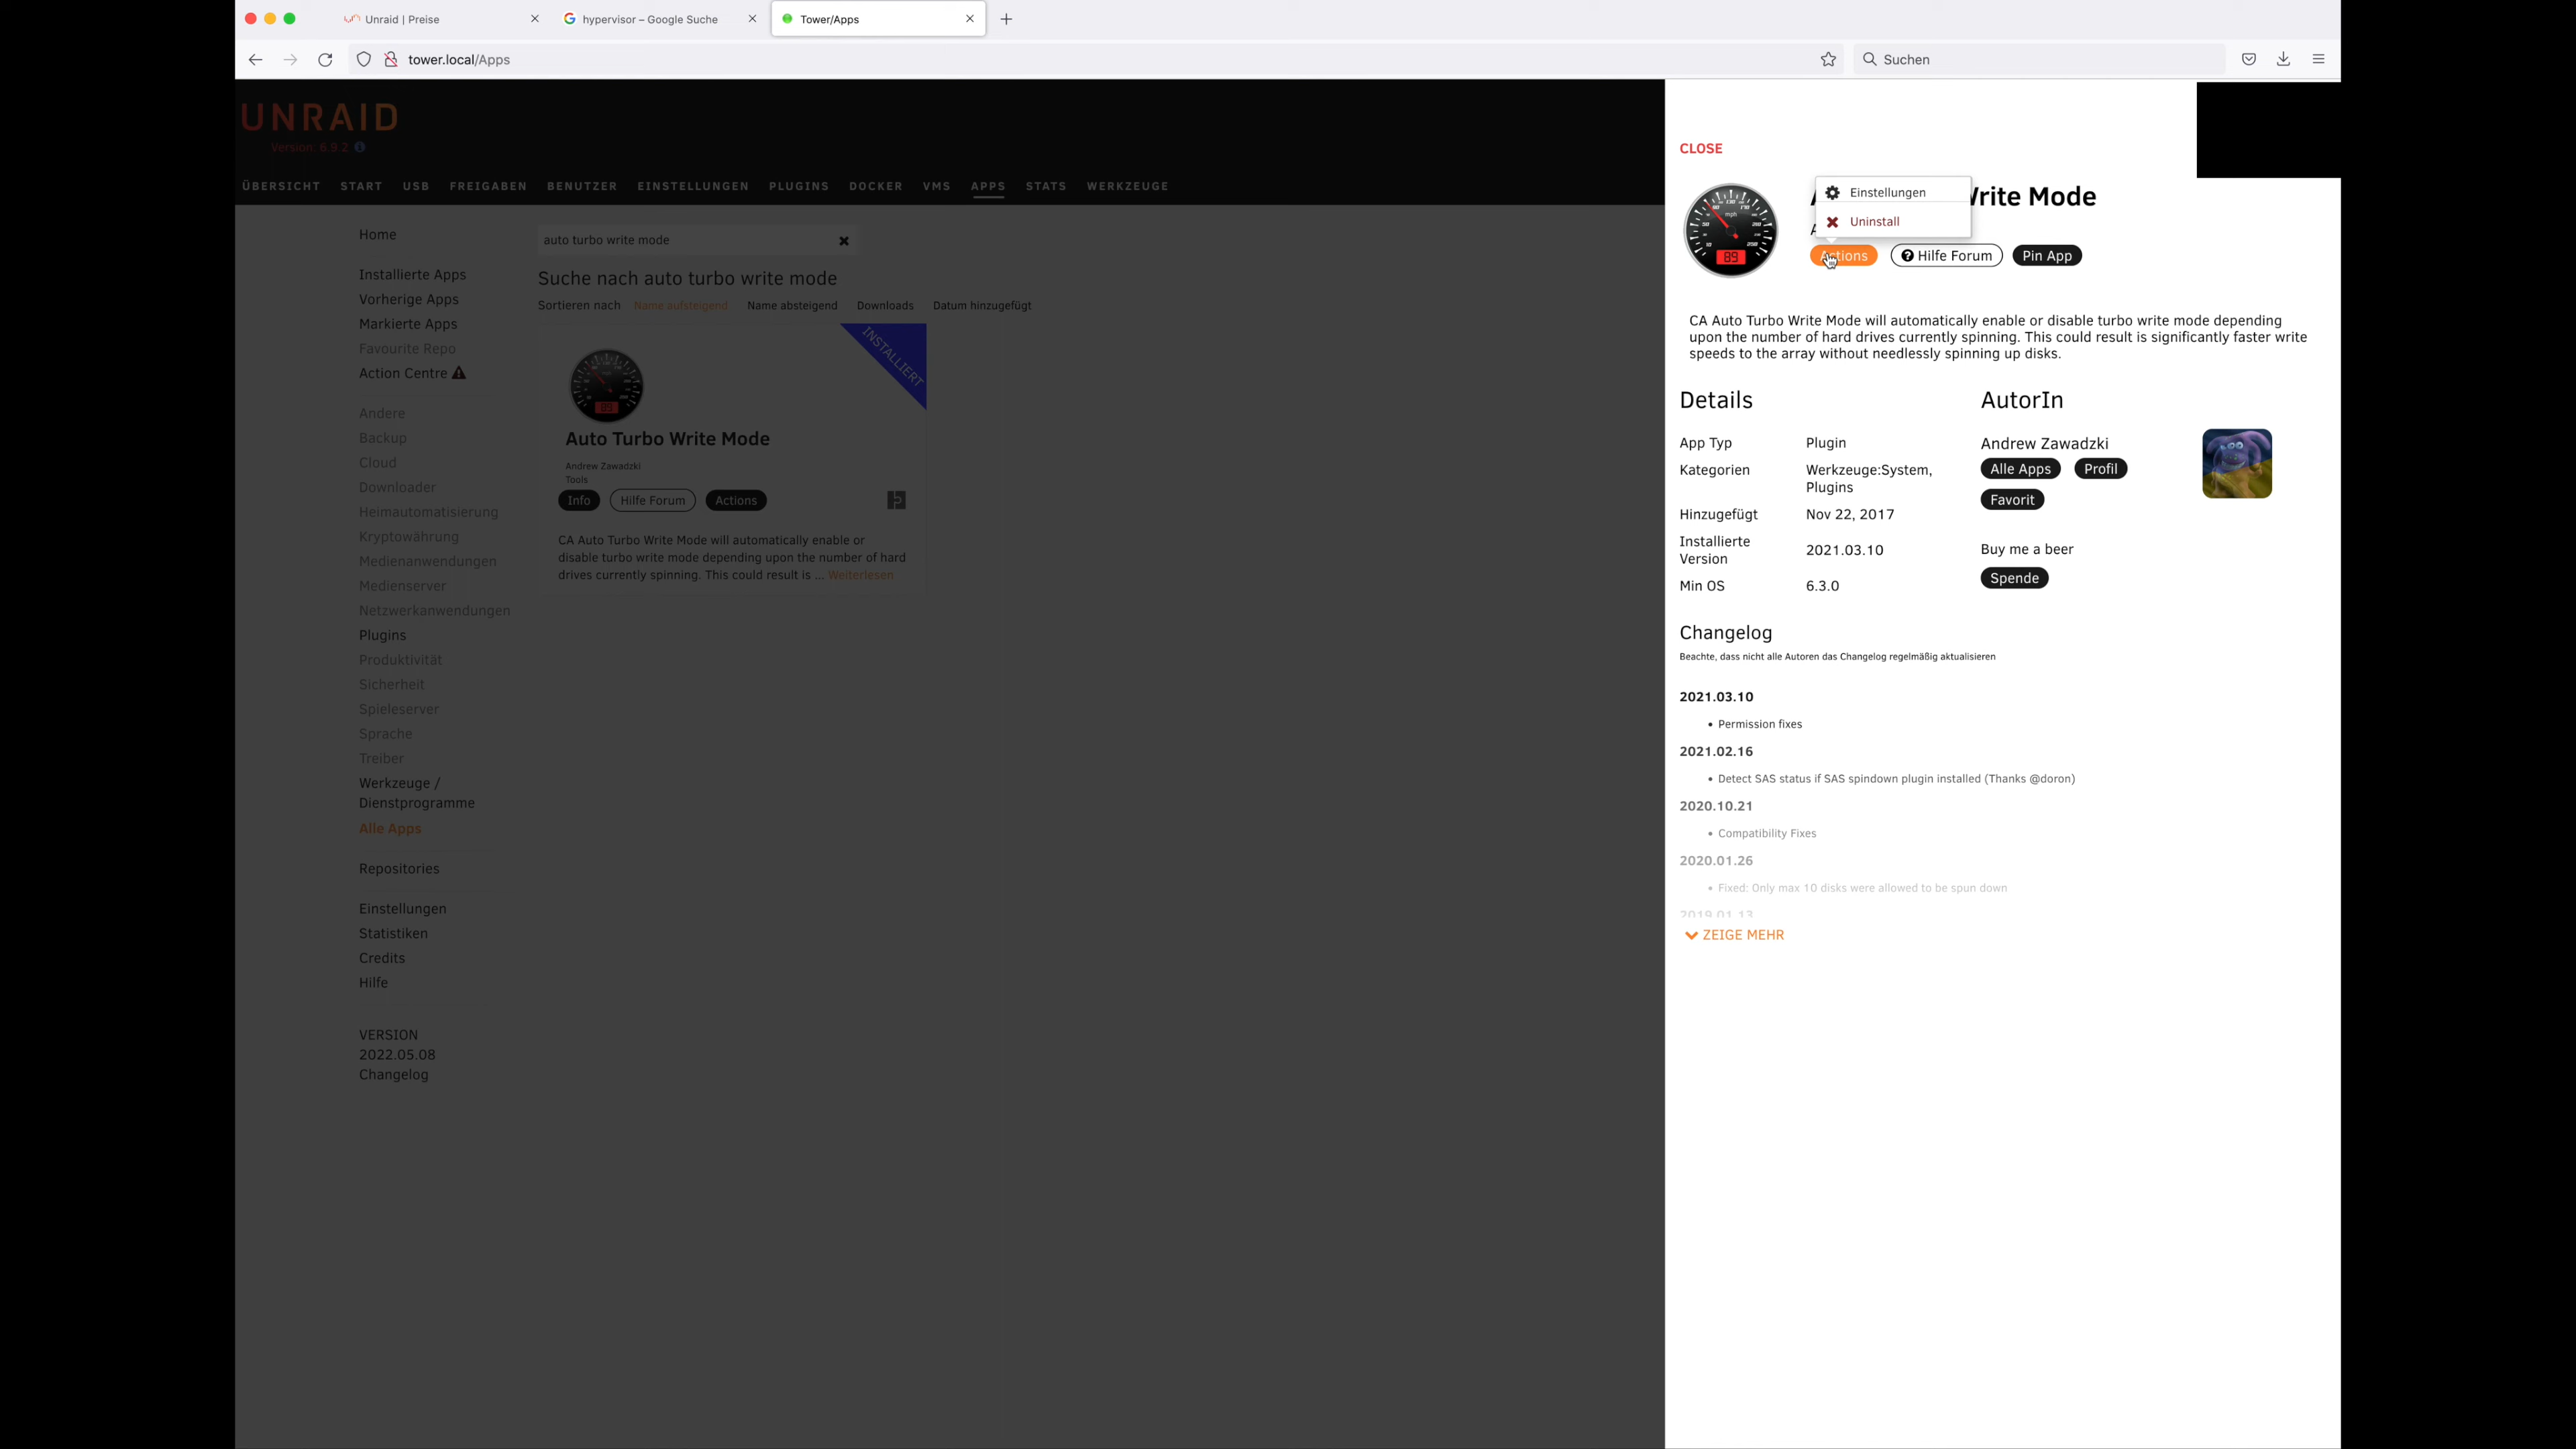 Unraid | Preise
hypervisor – Google Suche
Tower/Apps
tower.local/Apps
Suchen
UNRAID
Version: 6.9.2
ÜBERSICHT START USB FREIGABEN BENUTZER EINSTELLUNGEN PLUGINS DOCKER VMS APPS STATS WERKZEUGE
Home
Installierte Apps
Vorherige Apps
Markierte Apps
Favourite Repo
Action Centre
Andere
Backup
Cloud
Downloader
Heimautomatisierung
Kryptowährung
Medienanwendungen
Medienserver
Netzwerkanwendungen
Plugins
Produktivität
Sicherheit
Spieleserver
Sprache
Treiber
Werkzeuge /
Dienstprogramme
Alle Apps
Repositories
Einstellungen
Statistiken
Credits
Hilfe
VERSION
2022.05.08
Changelog
auto turbo write mode
Suche nach auto turbo write mode
Sortieren nach Name aufsteigend Name absteigend Downloads Datum hinzugefügt
INSTALLIERT
89
Auto Turbo Write Mode
Andrew Zawadzki
Tools
Info Hilfe Forum Actions
CA Auto Turbo Write Mode will automatically enable or
disable turbo write mode depending upon the number of hard
drives currently spinning. This could result is ... Weiterlesen
CLOSE
mph
89
Write Mode
Einstellungen
Uninstall
Actions Hilfe Forum Pin App
CA Auto Turbo Write Mode will automatically enable or disable turbo write mode depending
upon the number of hard drives currently spinning. This could result is significantly faster write
speeds to the array without needlessly spinning up disks.
Details
App Typ Plugin
Kategorien Werkzeuge:System,
Plugins
Hinzugefügt Nov 22, 2017
Installierte
Version 2021.03.10
Min OS 6.3.0
AutorIn
Andrew Zawadzki
Alle Apps Profil
Favorit
Buy me a beer
Spende
Changelog
Beachte, dass nicht alle Autoren das Changelog regelmäßig aktualisieren
2021.03.10
• Permission fixes
2021.02.16
• Detect SAS status if SAS spindown plugin installed (Thanks @doron)
2020.10.21
• Compatibility Fixes
2020.01.26
• Fixed: Only max 10 disks were allowed to be spun down
2019.01.13
ZEIGE MEHR